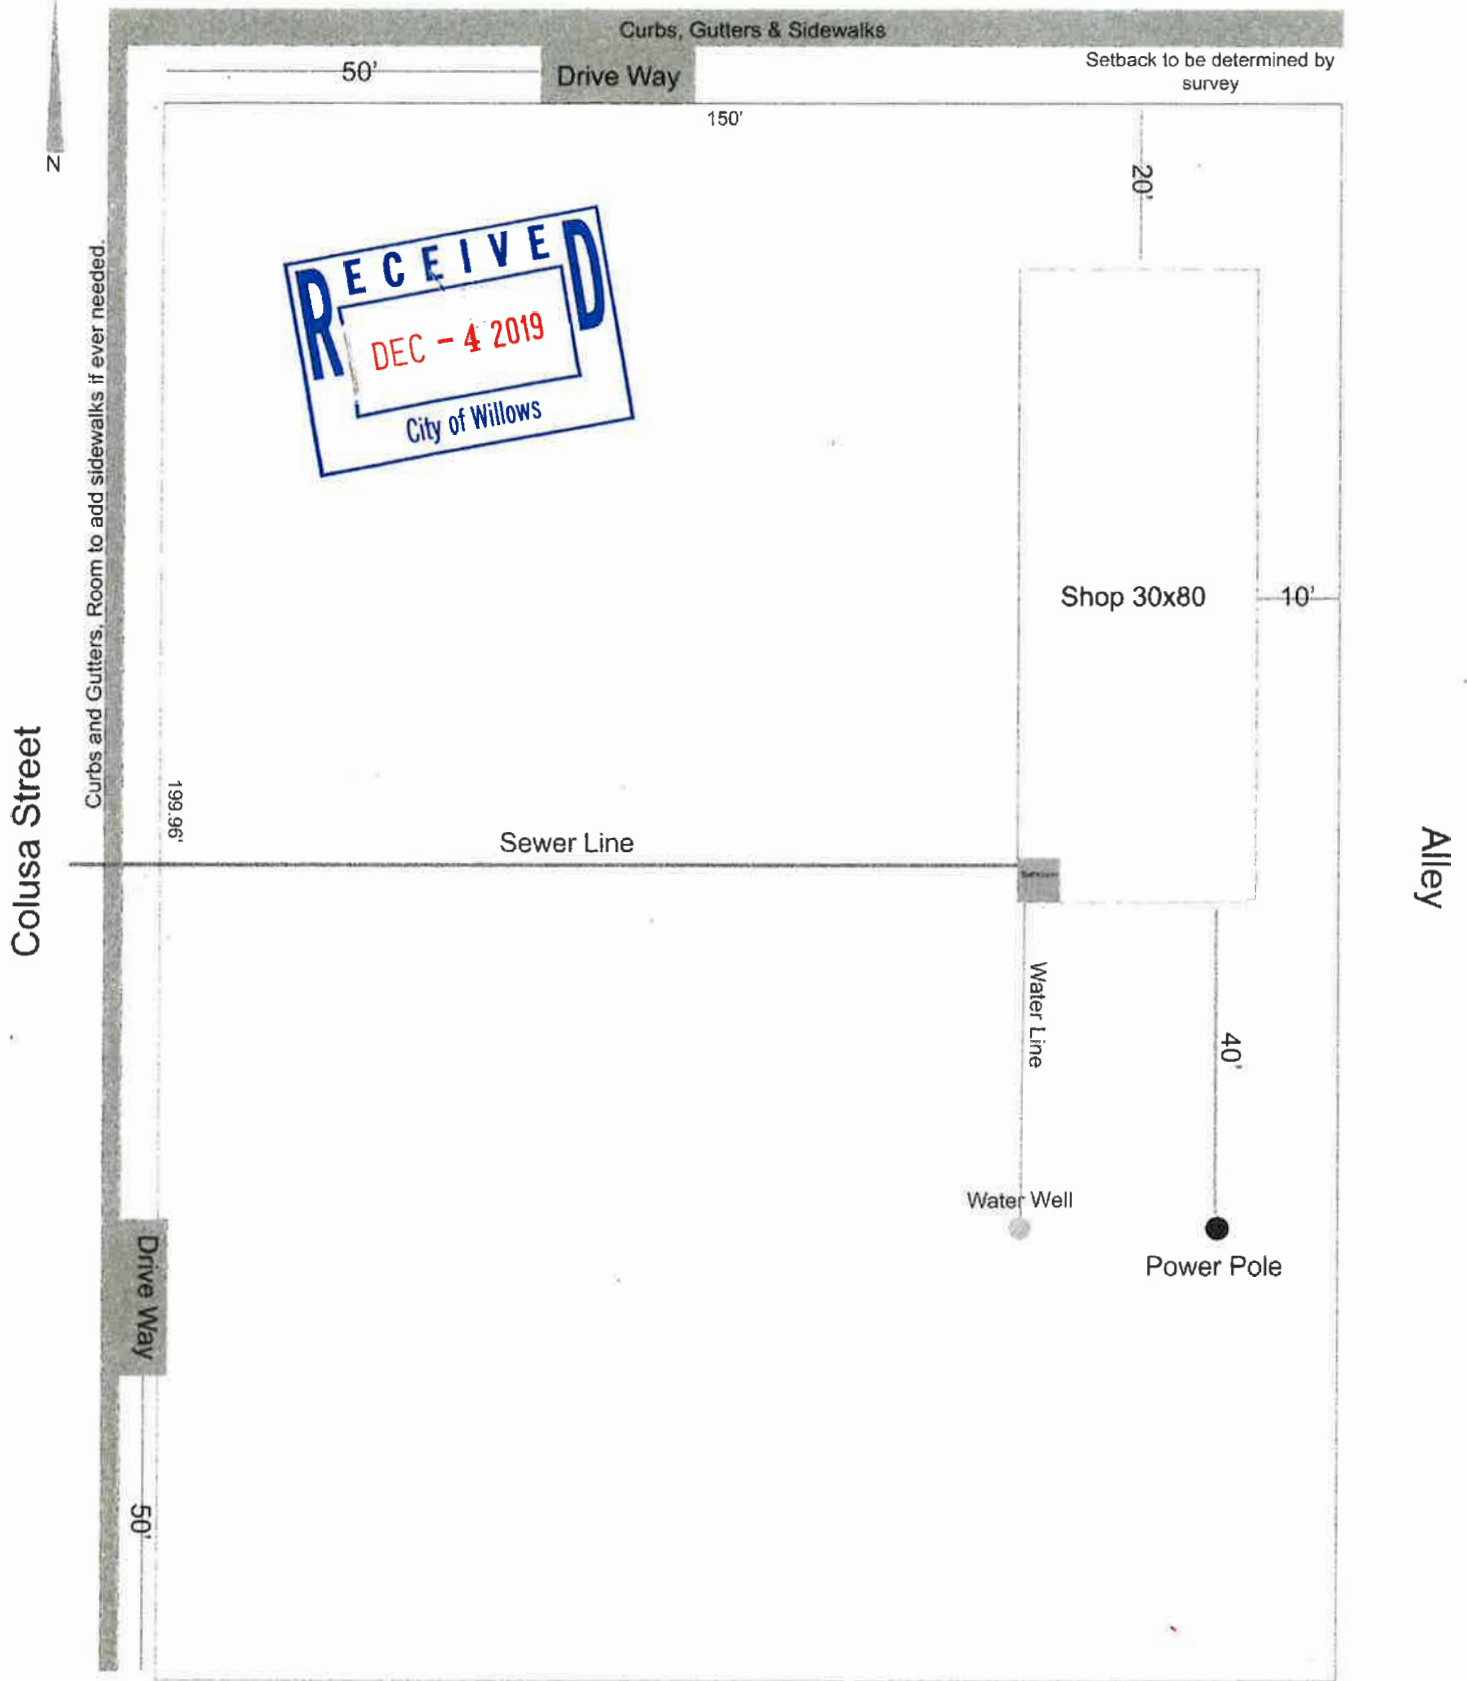 Curbs, Gutters & Sidewalks
50'
Drive Way
Setback to be determined by
survey
150'
N
20'
RECEIVED
DEC - 4 2019
City of Willows
Curbs and Gutters, Room to add sidewalks if ever needed.
Shop 30x80
10'
Colusa Street
199.96'
Sewer Line
Alley
Water Line
40'
Water Well
Power Pole
Drive Way
50'